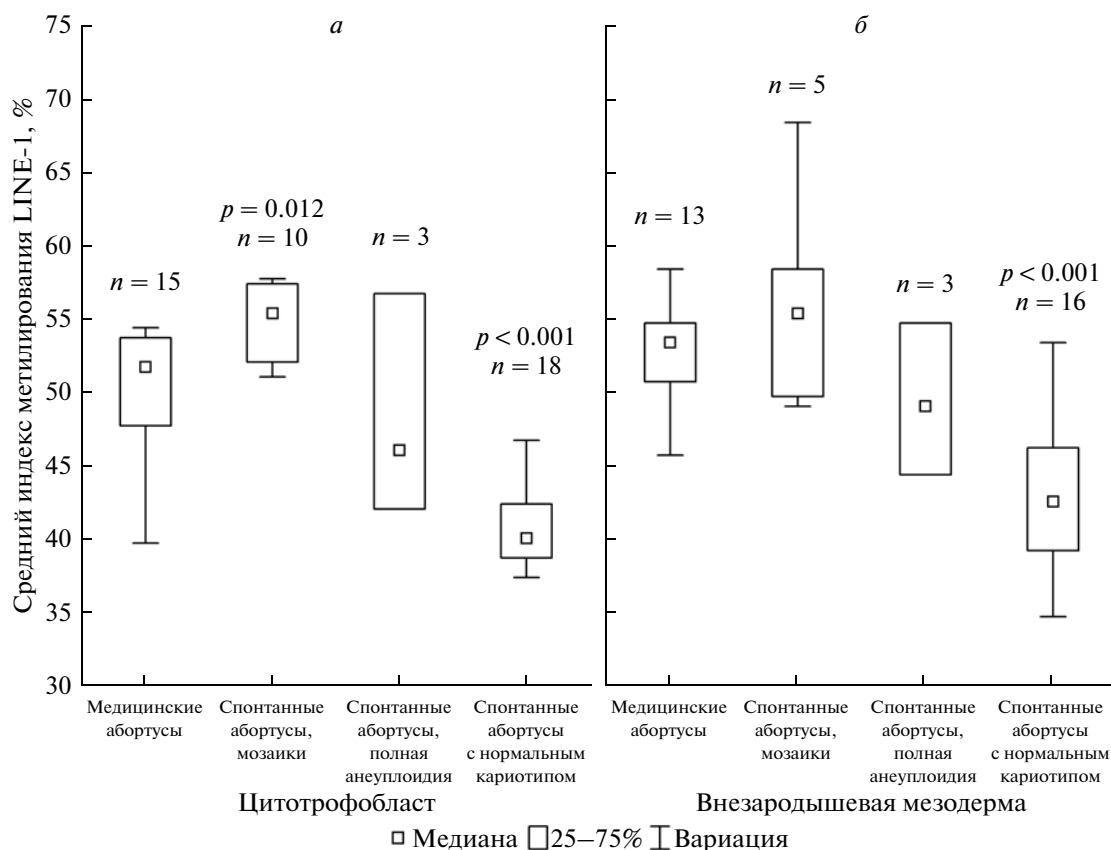 Средний индекс метилирования LINE-1, %
75
70
65
60
55
50
45
40
35
30
а
n = 15
p = 0.012
n = 10
n = 3
p < 0.001
n = 18
Медицинские
абортусы
Спонтанные
абортусы,
мозаики
Спонтанные
абортусы,
полная
анеуплоидия
Спонтанные
абортусы
с нормальным
кариотипом
Цитотрофобласт
б
n = 13
n = 5
n = 3
p < 0.001
n = 16
Медицинские
абортусы
Спонтанные
абортусы,
мозаики
Спонтанные
абортусы,
полная
анеуплоидия
Спонтанные
абортусы
с нормальным
кариотипом
Внезародышевая мезодерма
Медиана 25–75% Вариация